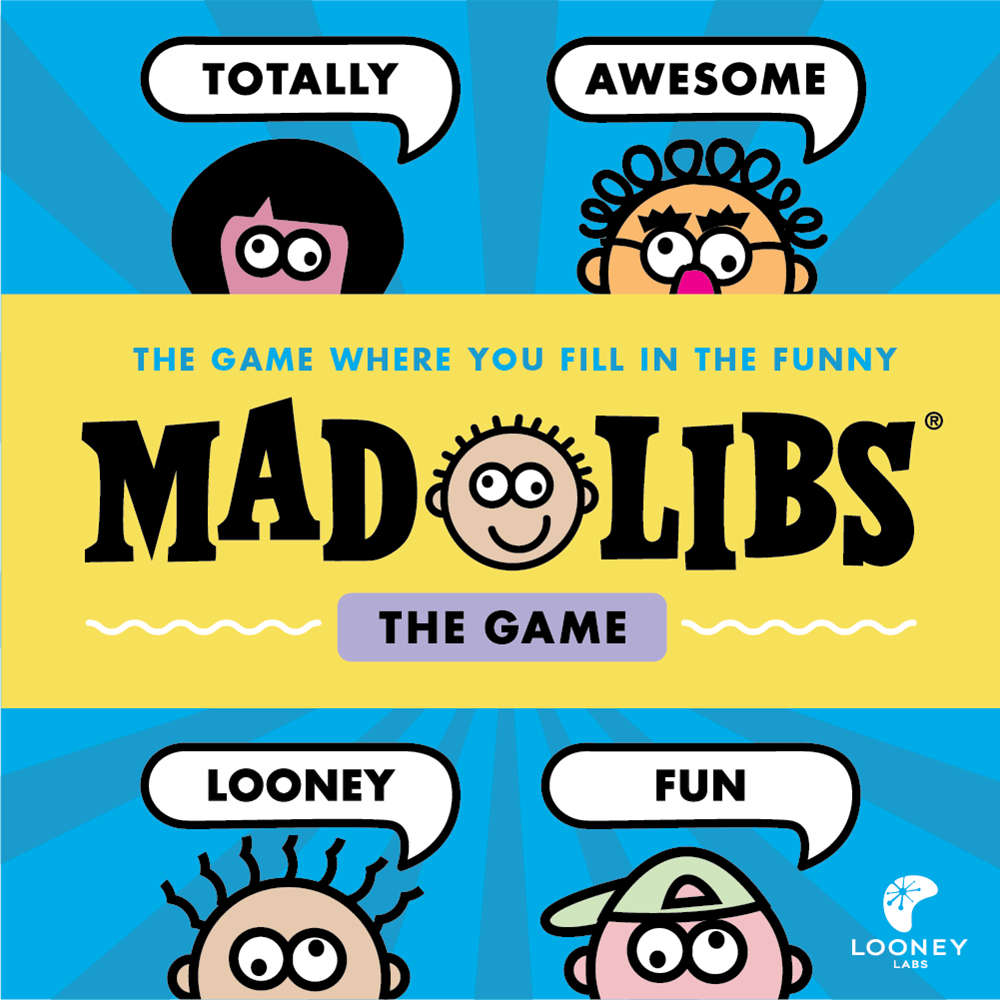 TOTALLY
AWESOME
THE GAME WHERE YOU FILL IN THE FUNNY
MAD LIBS®
THE GAME
LOONEY
FUN
LOONEY
LABS